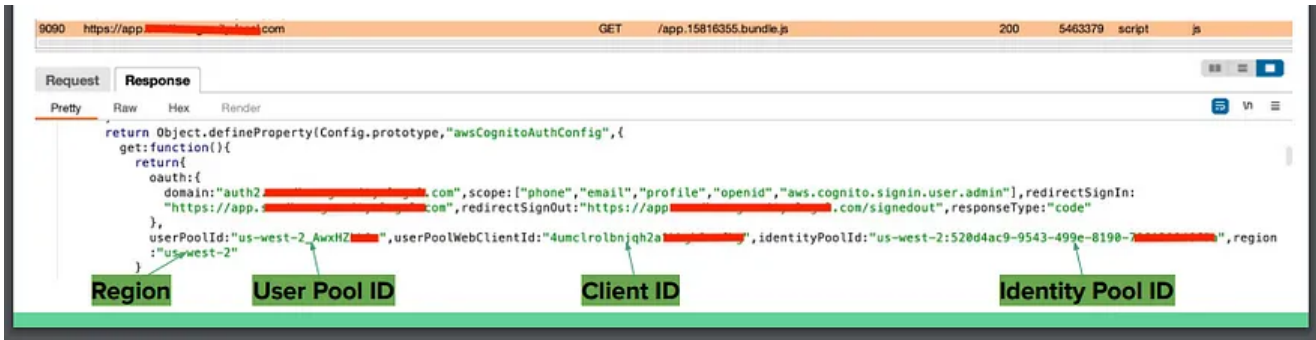 9090 https://app. .com GET /app.15816355.bundle.js 200 5463379 script js
Request Response
Pretty Raw Hex Render \n
return Object.defineProperty(Config.prototype,"awsCognitoAuthConfig",{
get:function(){
return{
oauth:{
domain:"auth2. .com",scope:["phone","email","profile","openid","aws.cognito.signin.user.admin"],redirectSignIn:
"https://app. com",redirectSignOut:"https://app .com/signedout",responseType:"code"
},
userPoolId:"us-west-2_AwxHZ ",userPoolWebClientId:"4umclrolbnjqh2a ",identityPoolId:"us-west-2:520d4ac9-9543-499e-8190- ",region
:"us-west-2"
}
Region User Pool ID Client ID Identity Pool ID